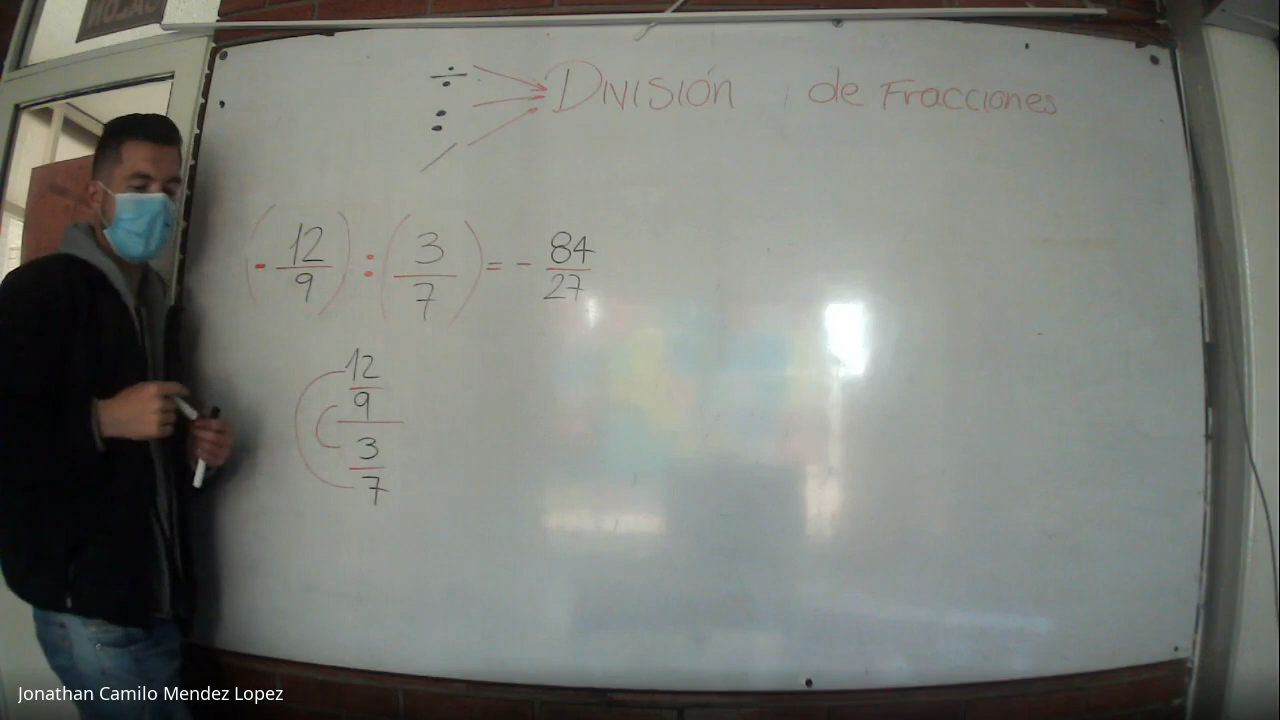 ÷
: División de Fracciones
/
(- 12/9) : (3/7) = - 84/27
12
9
3
7
Jonathan Camilo Mendez Lopez